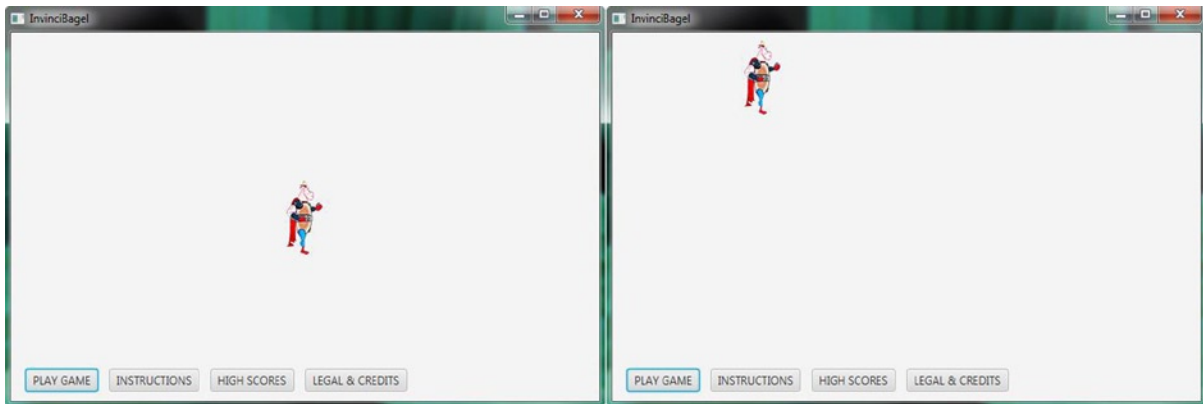 InvinciBagel
PLAY GAME INSTRUCTIONS HIGH SCORES LEGAL & CREDITS
InvinciBagel
PLAY GAME INSTRUCTIONS HIGH SCORES LEGAL & CREDITS